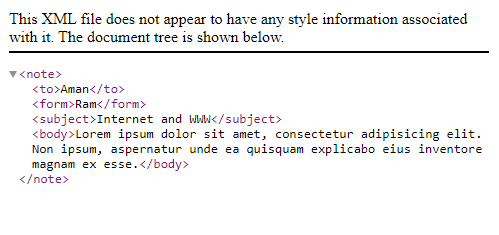 This XML file does not appear to have any style information associated
with it. The document tree is shown below.
▼<note>
<to>Aman</to>
<form>Ram</form>
<subject>Internet and WWW</subject>
<body>Lorem ipsum dolor sit amet, consectetur adipisicing elit.
Non ipsum, aspernatur unde ea quisquam explicabo eius inventore
magnam ex esse.</body>
</note>